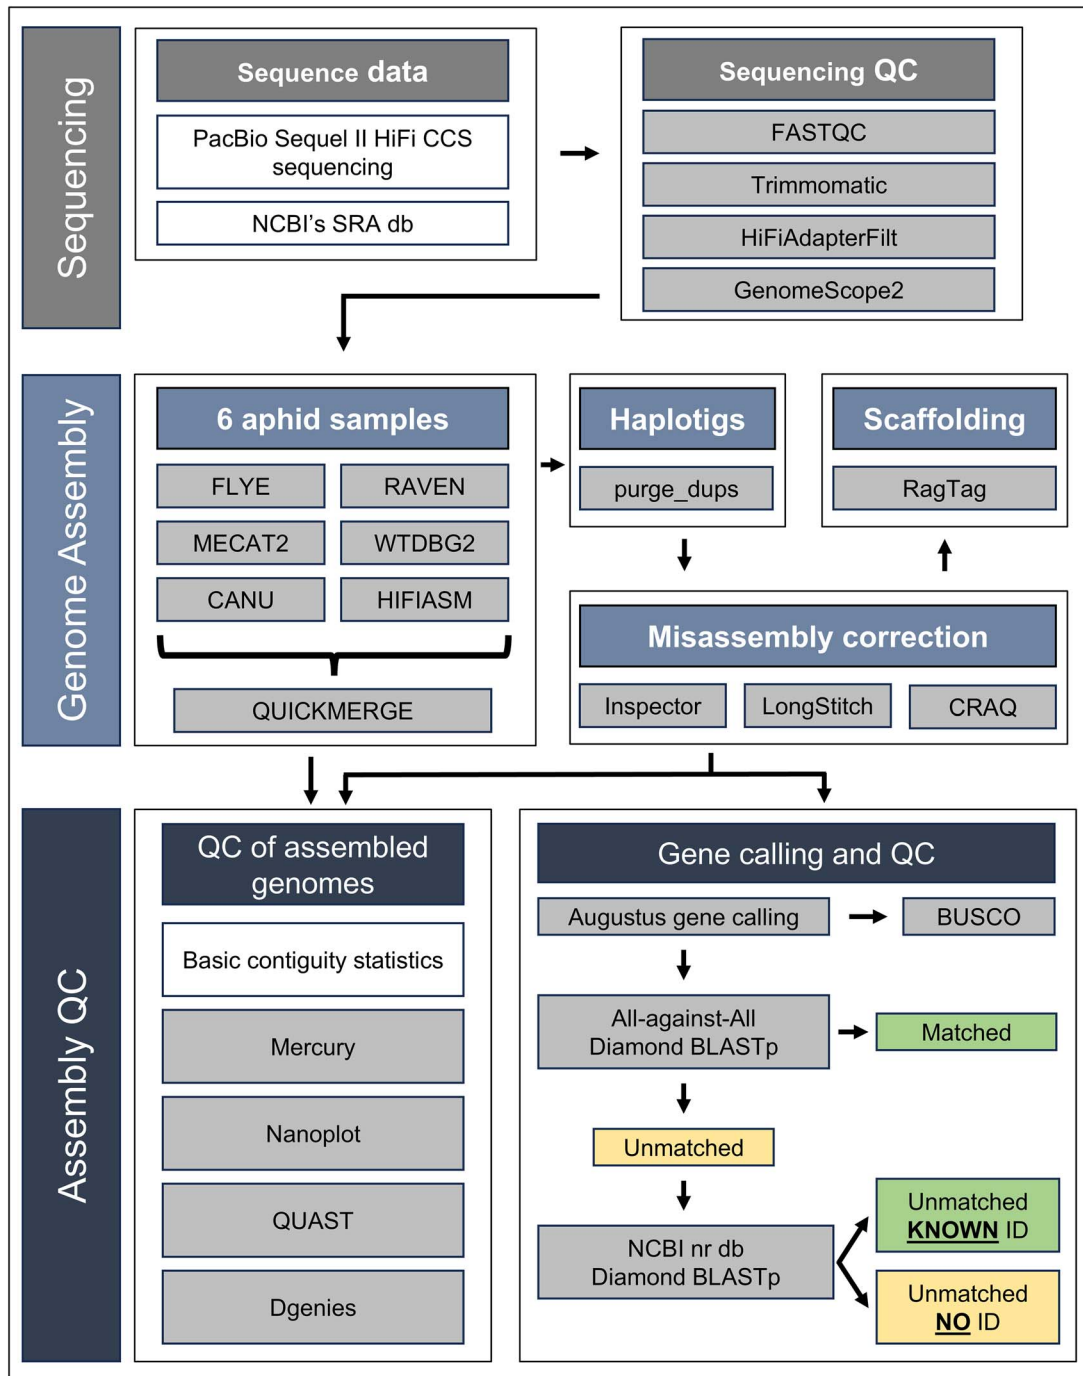 Sequencing
Sequence data
PacBio Sequel II HiFi CCS
sequencing
NCBI's SRA db
Sequencing QC
FASTQC
Trimmomatic
HiFiAdapterFilt
GenomeScope2
Genome Assembly
6 aphid samples
FLYE
RAVEN
MECAT2
WTDBG2
CANU
HIFIASM
QUICKMERGE
Haplotigs
purge_dups
Scaffolding
RagTag
Misassembly correction
Inspector
LongStitch
CRAQ
Assembly QC
QC of assembled
genomes
Basic contiguity statistics
Mercury
Nanoplot
QUAST
Dgenies
Gene calling and QC
Augustus gene calling
BUSCO
All-against-All
Diamond BLASTp
Matched
Unmatched
NCBI nr db
Diamond BLASTp
Unmatched
KNOWN ID
Unmatched
NO ID